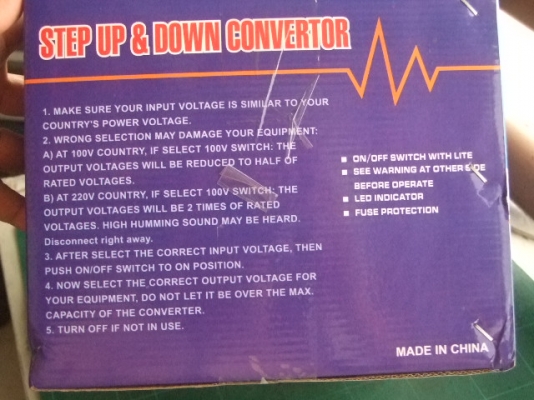 STEP UP & DOWN CONVERTOR
1. MAKE SURE YOUR INPUT VOLTAGE IS SIMILAR TO YOUR
COUNTRY'S POWER VOLTAGE.
2. WRONG SELECTION MAY DAMAGE YOUR EQUIPMENT:
A) AT 100V COUNTRY, IF SELECT 100V SWITCH: THE
OUTPUT VOLTAGES WILL BE REDUCED TO HALF OF
RATED VOLTAGES.
B) AT 220V COUNTRY, IF SELECT 100V SWITCH: THE
OUTPUT VOLTAGES WILL BE 2 TIMES OF RATED
VOLTAGES. HIGH HUMMING SOUND MAY BE HEARD.
Disconnect right away.
3. AFTER SELECT THE CORRECT INPUT VOLTAGE, THEN
PUSH ON/OFF SWITCH TO ON POSITION.
4. NOW SELECT THE CORRECT OUTPUT VOLTAGE FOR
YOUR EQUIPMENT, DO NOT LET IT BE OVER THE MAX.
CAPACITY OF THE CONVERTER.
5. TURN OFF IF NOT IN USE.
■ ON/OFF SWITCH WITH LITE
■ SEE WARNING AT OTHER SIDE
BEFORE OPERATE
■ LED INDICATOR
■ FUSE PROTECTION
MADE IN CHINA